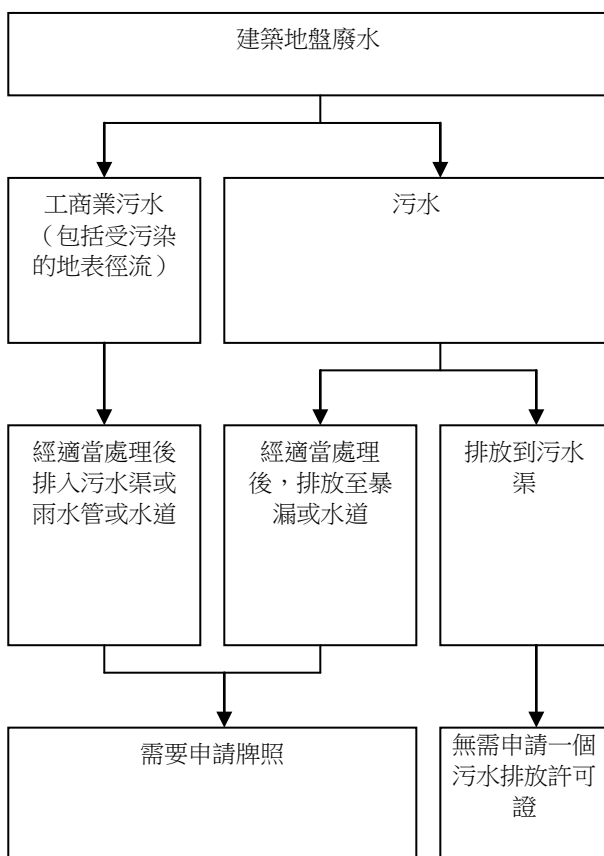 建築地盤廢水
工商業污水
（包括受污染
的地表徑流）
污水
經適當處理後
排入污水渠或
雨水管或水道
經適當處理
後，排放至暴
漏或水道
排放到污水
渠
需要申請牌照
無需申請一個
污水排放許可
證